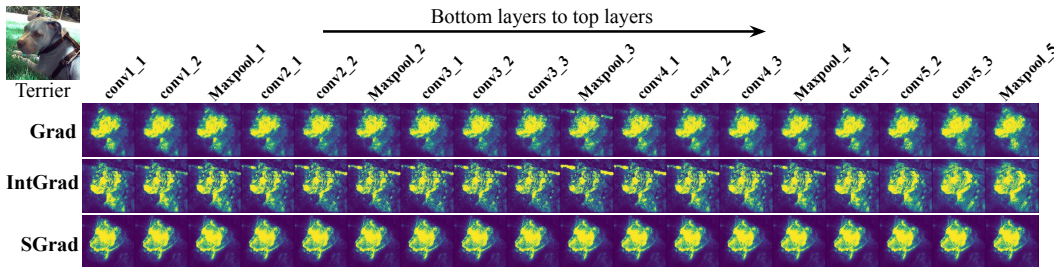 Bottom layers to top layers
Terrier
conv1_1
conv1_2
Maxpool_1
conv2_1
conv2_2
Maxpool_2
conv3_1
conv3_2
conv3_3
Maxpool_3
conv4_1
conv4_2
conv4_3
Maxpool_4
conv5_1
conv5_2
conv5_3
Maxpool_5
Grad
IntGrad
SGrad